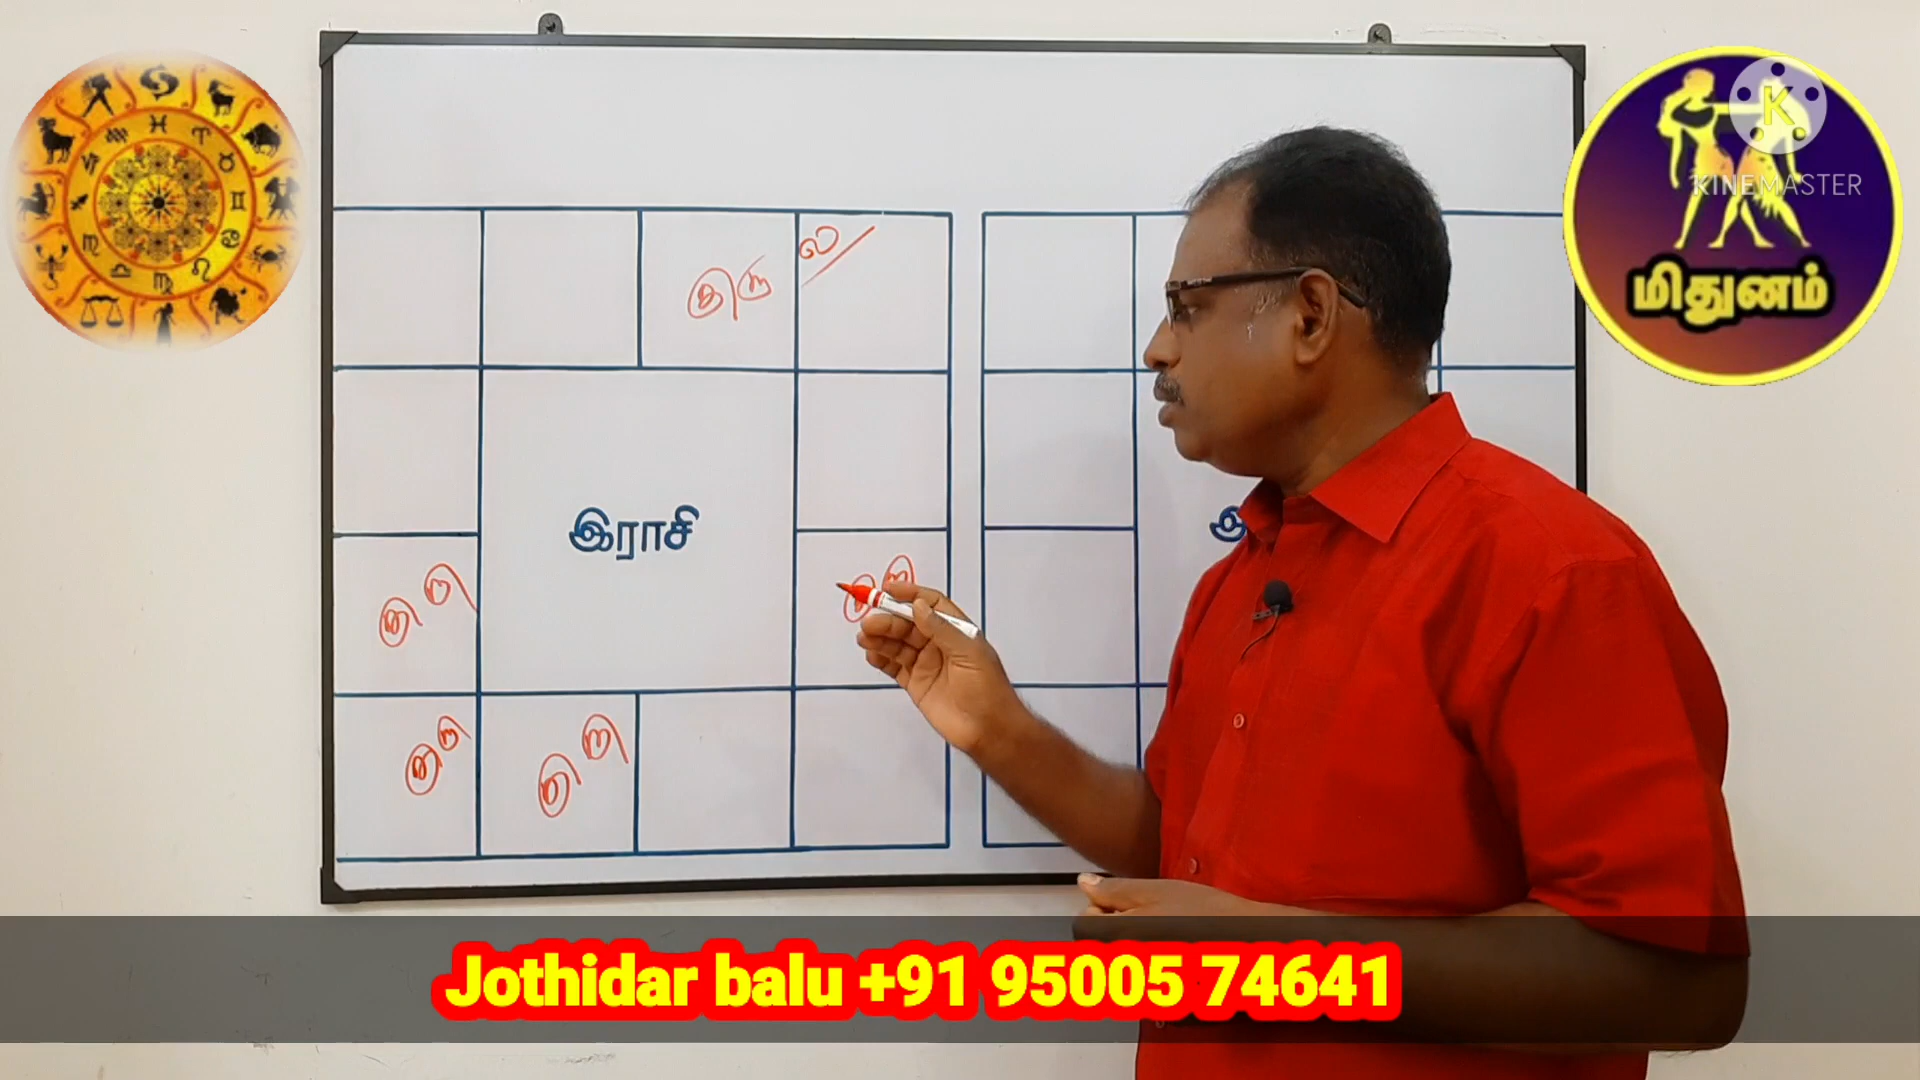 KINEMASTER
மிதுனம்
ல
குரு
இராசி
குரு
குரு
குரு
Jothidar balu +91 95005 74641